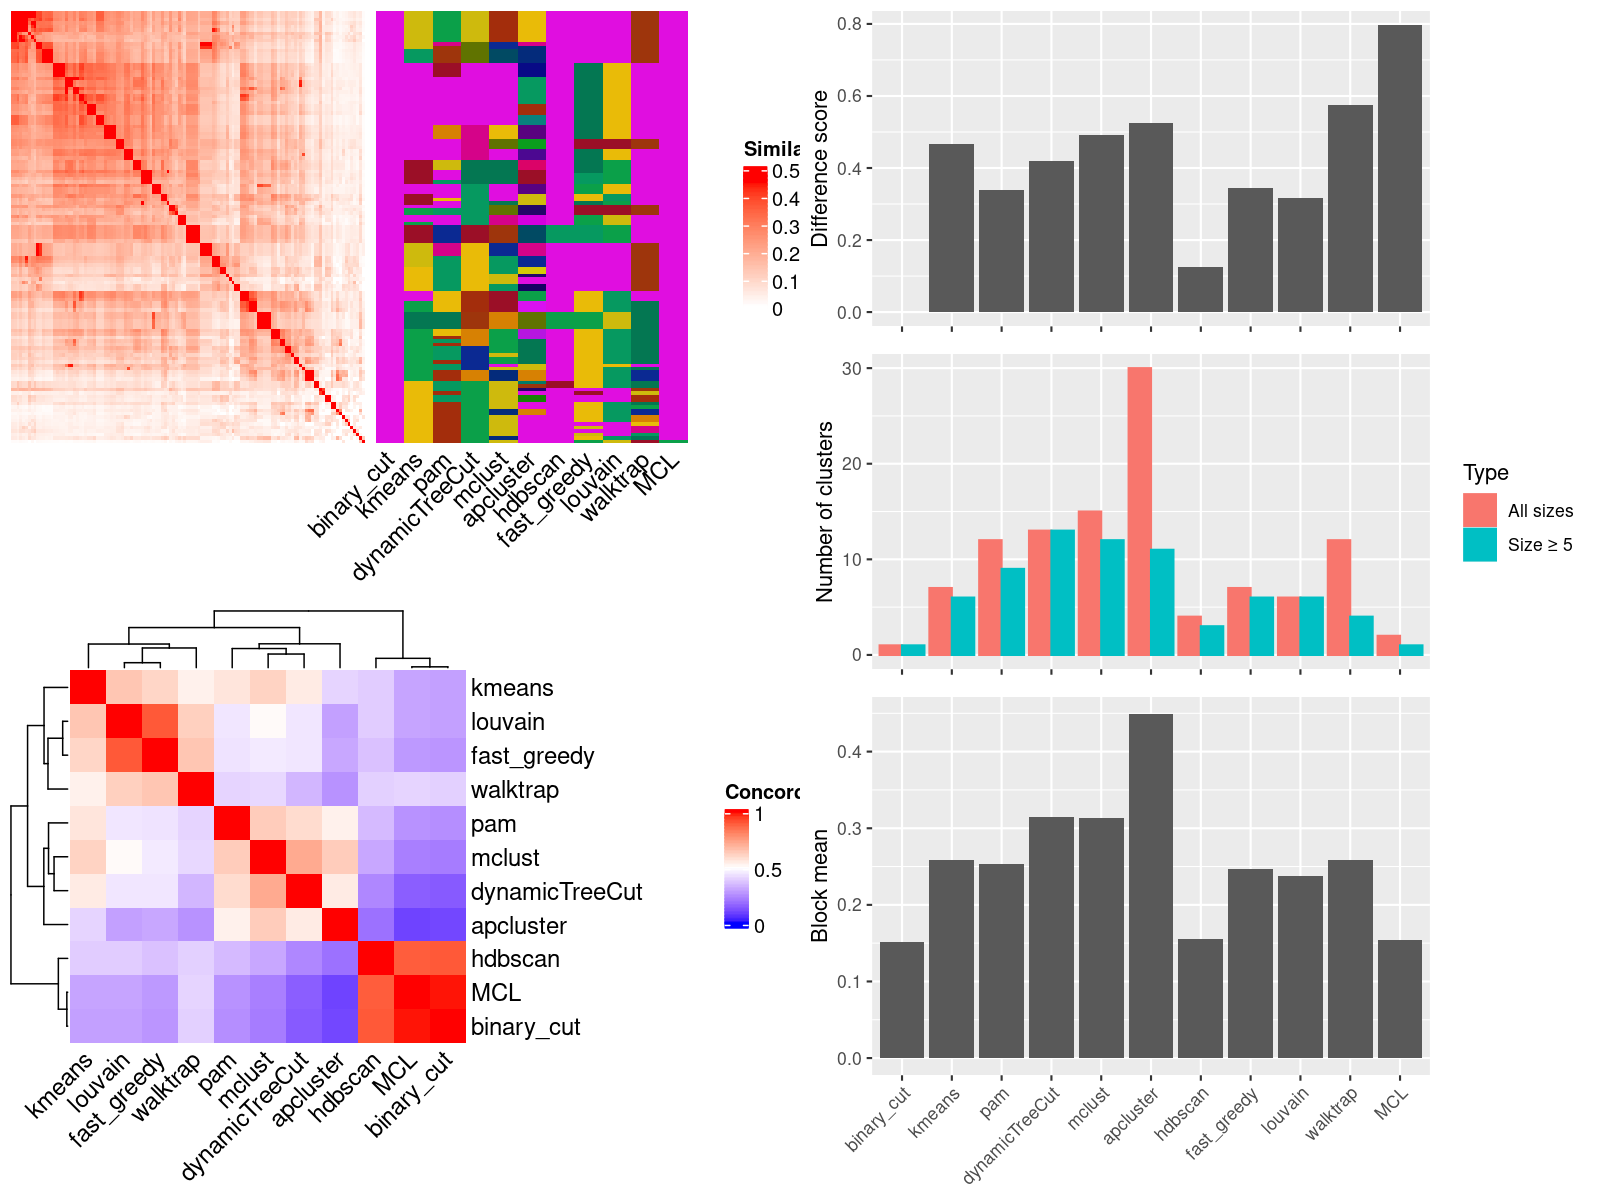 Simila
0.5
0.4
0.3
0.2
0.1
0
binary_cut
kmeans
pam
dynamicTreeCut
mclust
apcluster
hdbscan
fast_greedy
louvain
walktrap
MCL
kmeans
louvain
fast_greedy
walktrap
pam
mclust
dynamicTreeCut
apcluster
hdbscan
MCL
binary_cut
kmeans
louvain
fast_greedy
walktrap
pam
mclust
dynamicTreeCut
apcluster
hdbscan
MCL
binary_cut
Concorc
1
0.5
0
Difference score
0.8
0.6
0.4
0.2
0.0
Number of clusters
30
20
10
0
Type
All sizes
Size ≥ 5
Block mean
0.4
0.3
0.2
0.1
0.0
binary_cut
kmeans
pam
dynamicTreeCut
mclust
apcluster
hdbscan
fast_greedy
louvain
walktrap
MCL